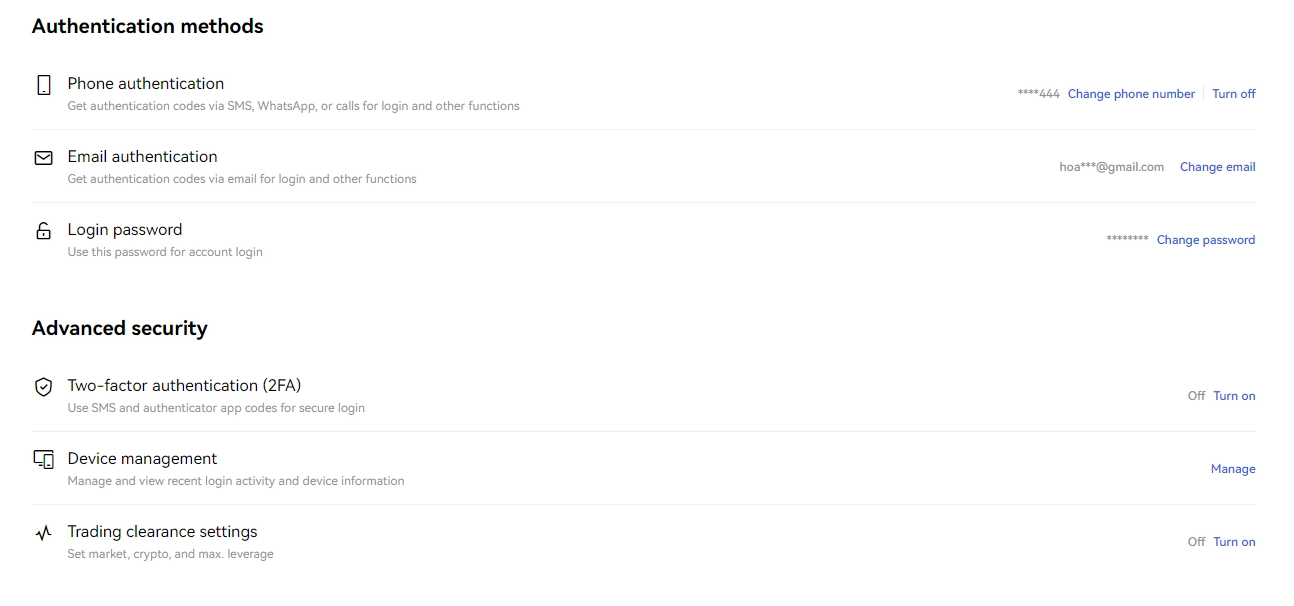 Authentication methods
Phone authentication
Get authentication codes via SMS, WhatsApp, or calls for login and other functions
****444 Change phone number Turn off
Email authentication
Get authentication codes via email for login and other functions
hoa***@gmail.com Change email
Login password
Use this password for account login
******** Change password
Advanced security
Two-factor authentication (2FA)
Use SMS and authenticator app codes for secure login
Off Turn on
Device management
Manage and view recent login activity and device information
Manage
Trading clearance settings
Set market, crypto, and max. leverage
Off Turn on